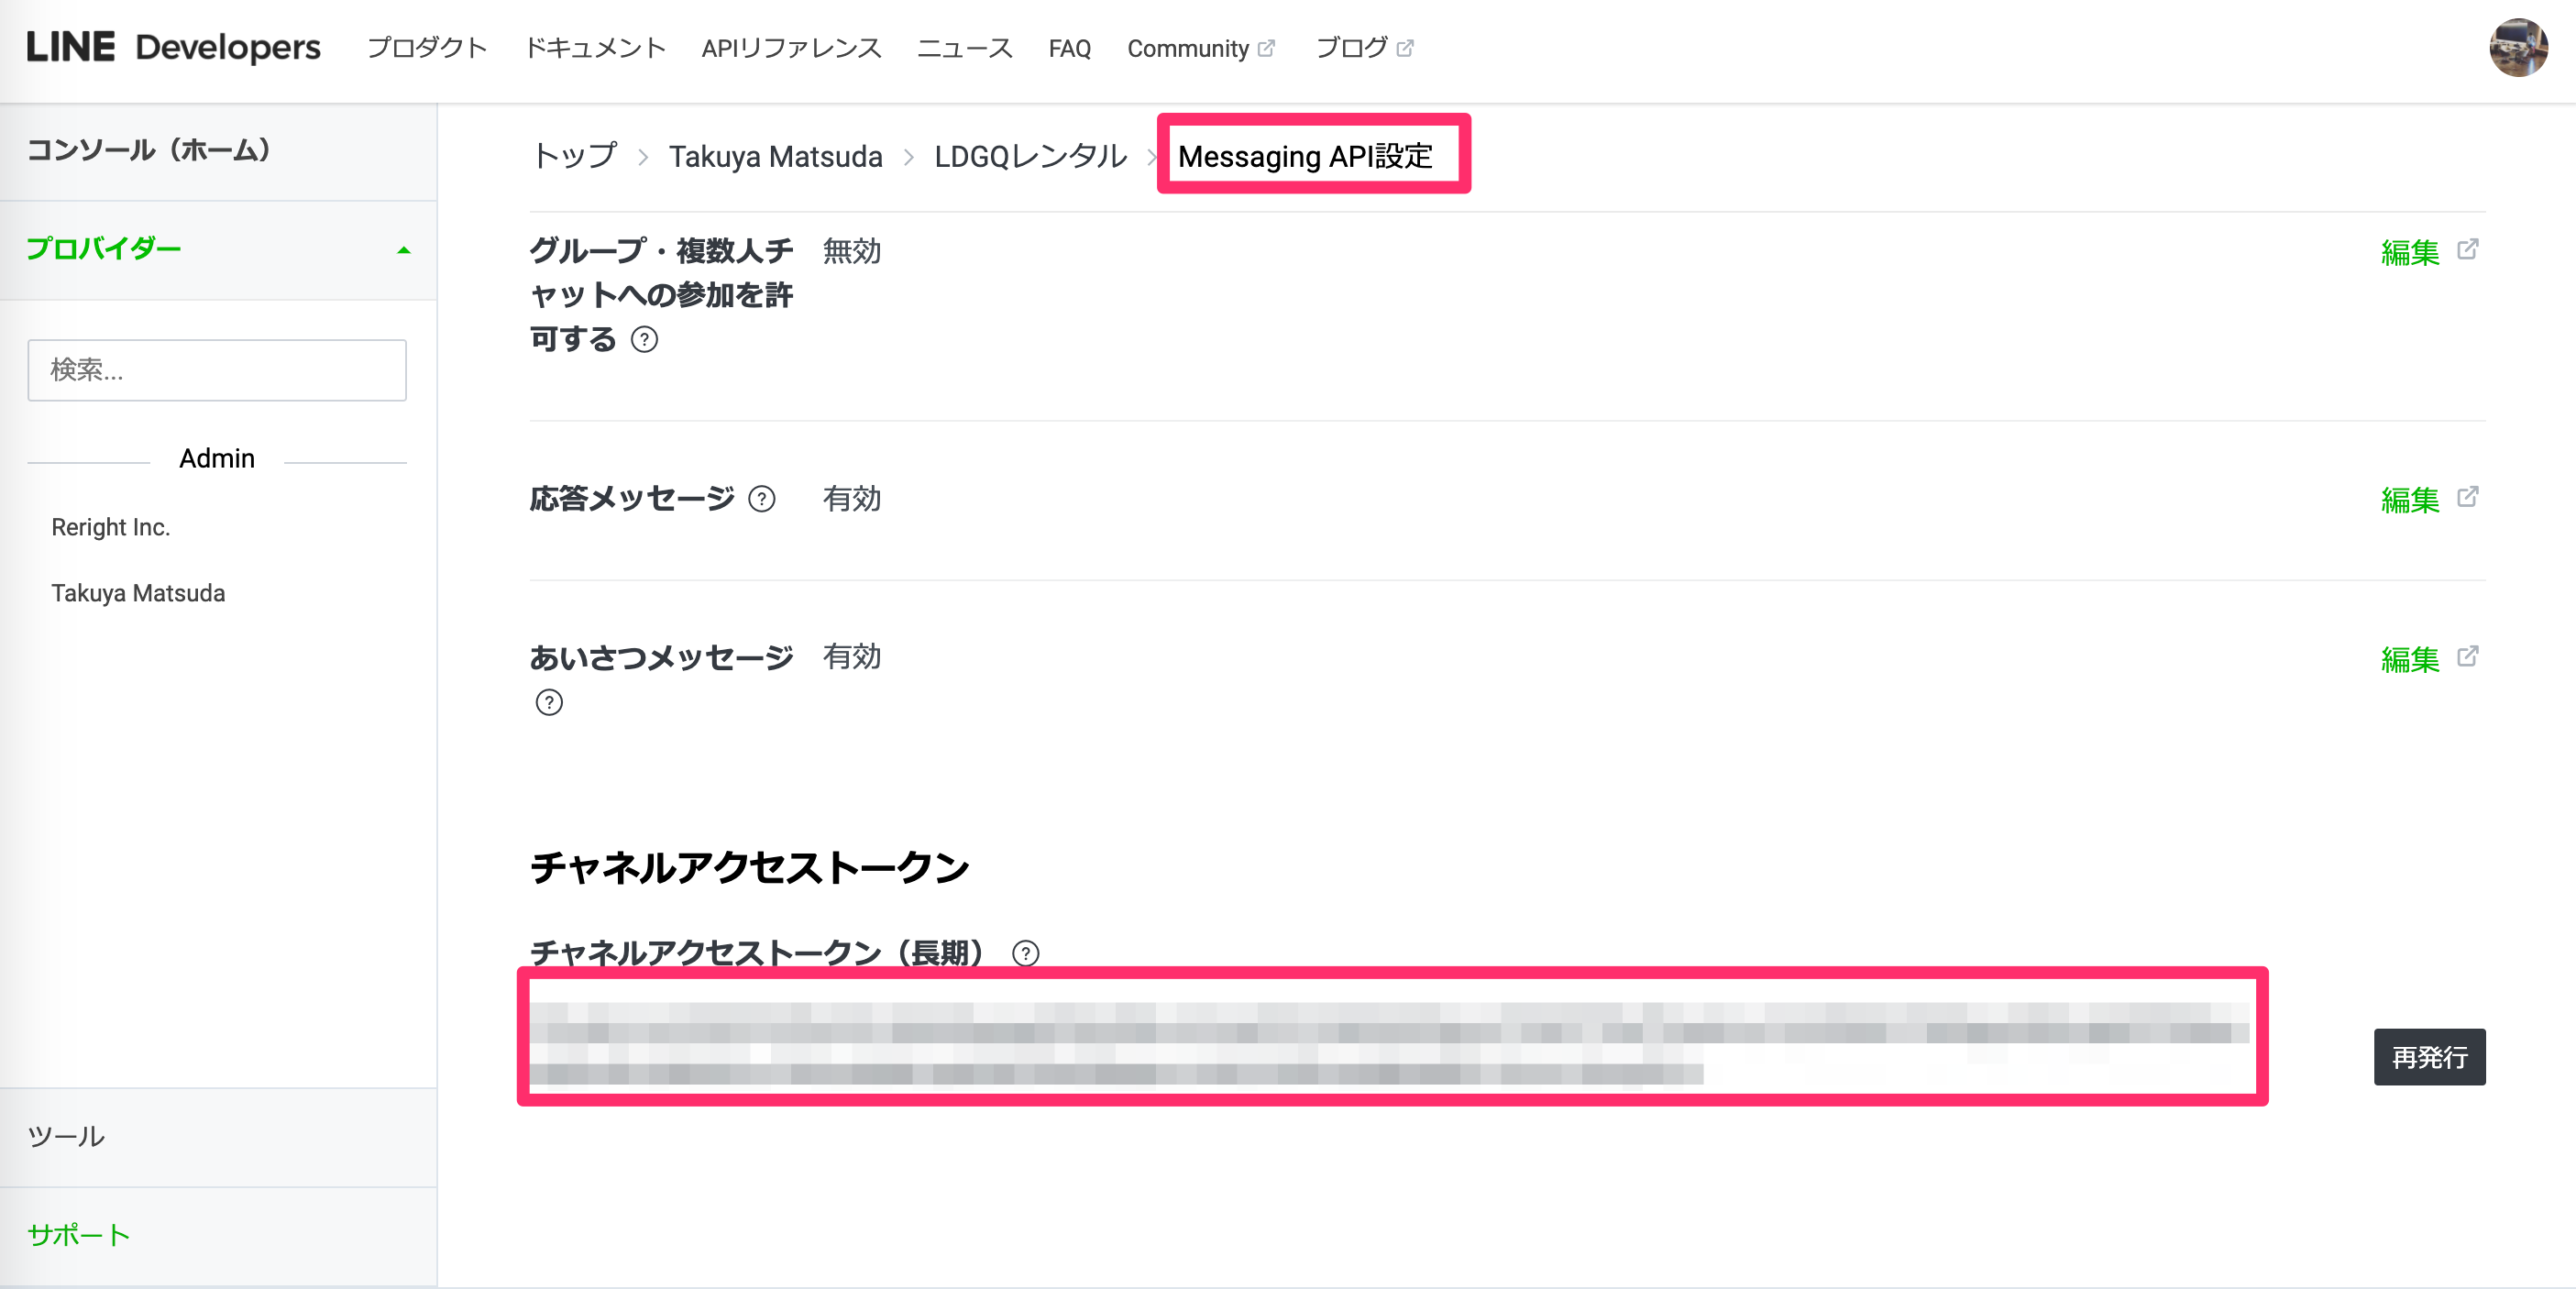 LINE Developers プロダクト ドキュメント APIリファレンス ニュース FAQ Community ブログ
コンソール（ホーム）
プロバイダー
検索...
Admin
Reright Inc.
Takuya Matsuda
ツール
サポート
トップ > Takuya Matsuda > LDGQレンタル > Messaging API設定
グループ・複数人チ 無効 編集
ャットへの参加を許
可する ?
応答メッセージ ? 有効 編集
あいさつメッセージ 有効 編集
?
チャネルアクセストークン
チャネルアクセストークン（長期） ?
再発行